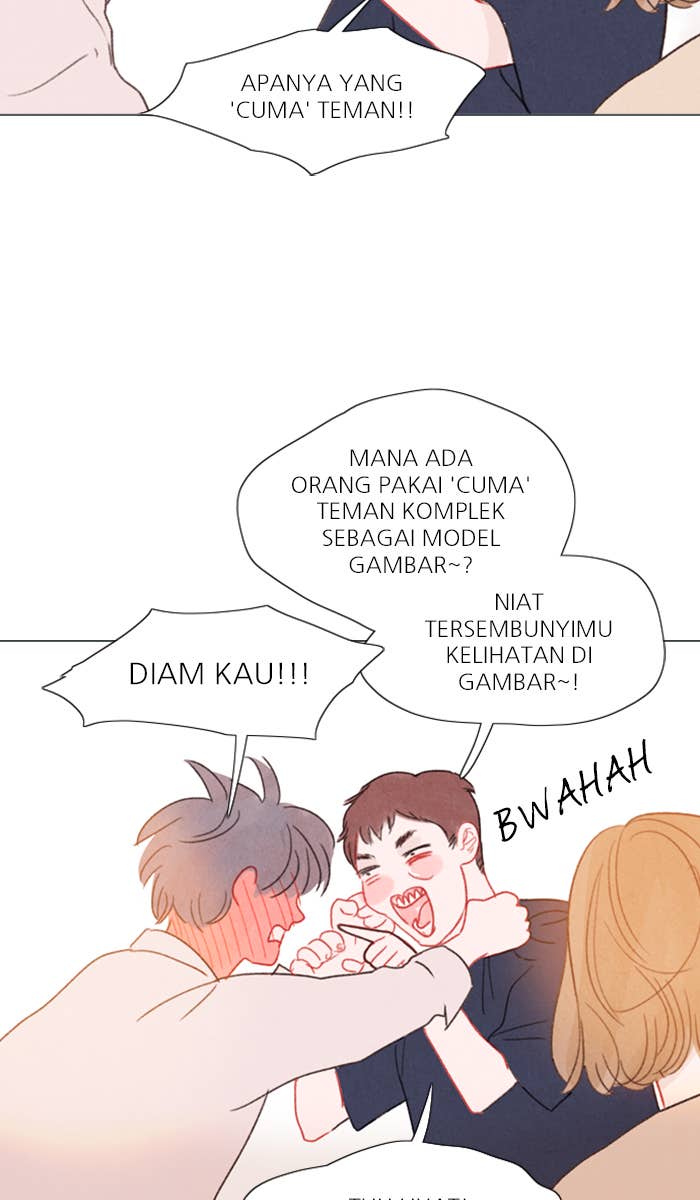 APANYA YANG
'CUMA' TEMAN!!
MANA ADA
ORANG PAKAI 'CUMA'
TEMAN KOMPLEK
SEBAGAI MODEL
GAMBAR~?
NIAT
TERSEMBUNYIMU
KELIHATAN DI
GAMBAR~!
DIAM KAU!!!
BWAHAH